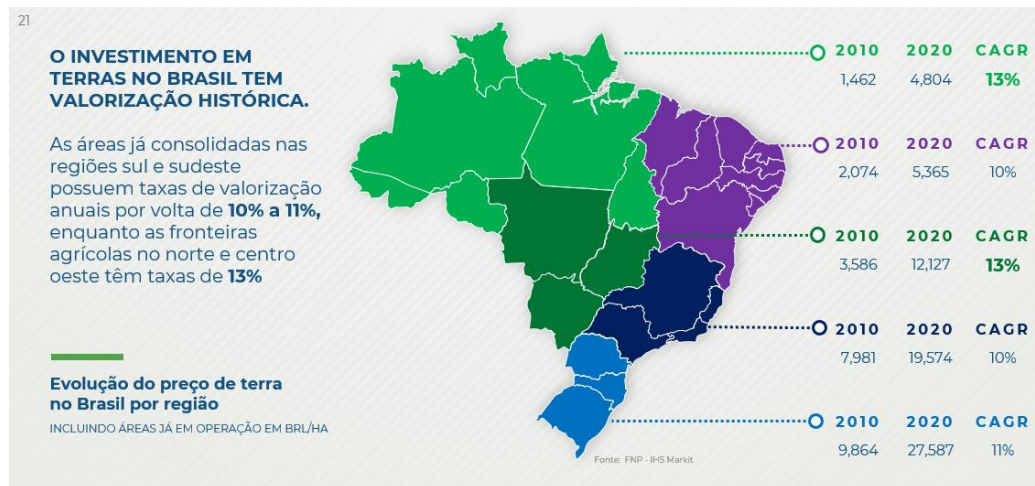 21
O INVESTIMENTO EM
TERRAS NO BRASIL TEM
VALORIZAÇÃO HISTÓRICA.
As áreas já consolidadas nas
regiões sul e sudeste
possuem taxas de valorização
anuais por volta de 10% a 11%,
enquanto as fronteiras
agrícolas no norte e centro
oeste têm taxas de 13%
Evolução do preço de terra
no Brasil por região
INCLUINDO ÁREAS JÁ EM OPERAÇÃO EM BRL/HA
2010 2020 CAGR
1,462 4,804 13%
2010 2020 CAGR
2,074 5,365 10%
2010 2020 CAGR
3,586 12,127 13%
2010 2020 CAGR
7,981 19,574 10%
2010 2020 CAGR
9,864 27,587 11%
Fonte: FNP - IHS Markit